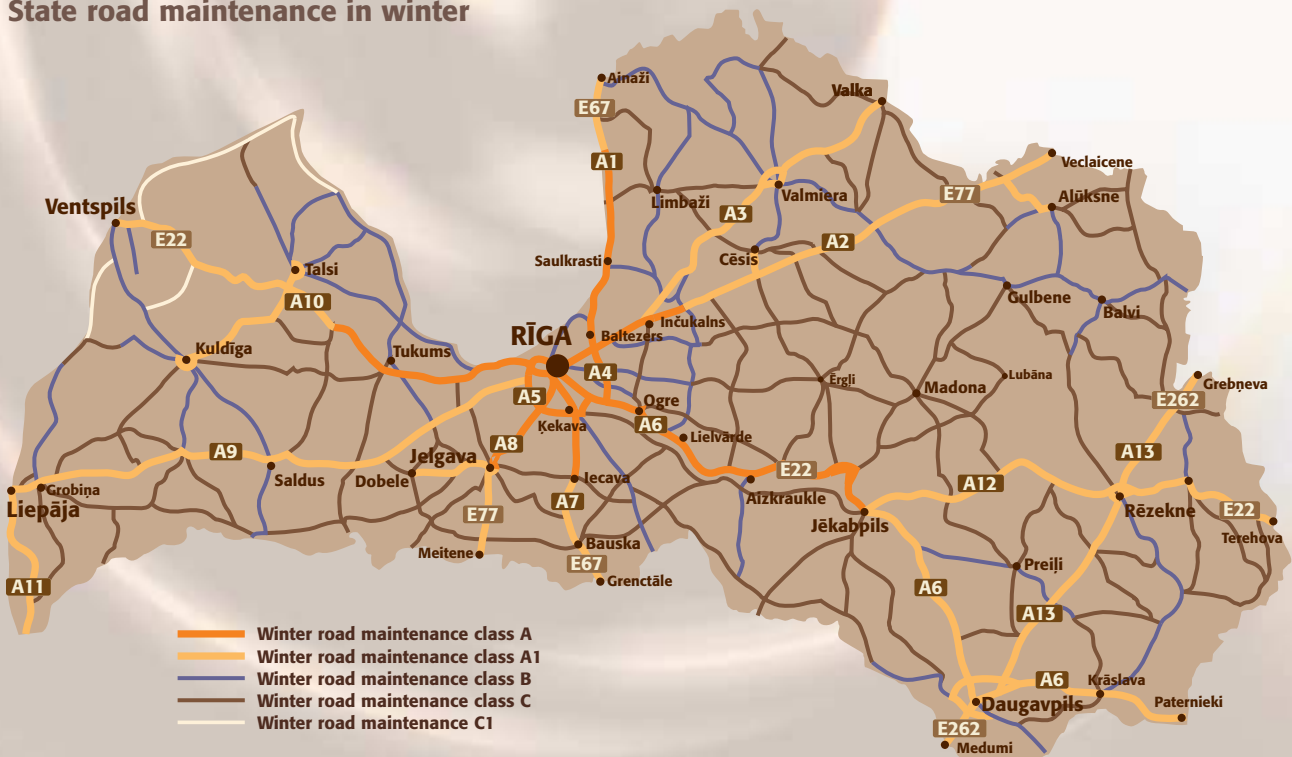 State road maintenance in winter
Ainaži
E67
Valka
A1
Veclaicene
E77
Alūksne
Ventspils
Limbaži
Valmiera
A3
E22
A2
Saulkrasti
Cēsis
Talsi
A10
Gulbene
Balvi
Inčukalns
RĪGA
Baltezers
Kuldīga
Tukums
A4
Ērgli
Lubāna
Grebņeva
A5
Madona
E262
Ogre
Ķekava
A6
Lielvārde
A9
A8
A13
Jelgava
Saldus
Dobele
Iecava
E22
A12
Grobiņa
Aizkraukle
Liepāja
A7
Rēzekne
E77
E22
Jēkabpils
Terehova
Meitene
Bauska
E67
Preiļi
Grenctāle
A11
A6
A13
Winter road maintenance class A
Winter road maintenance class A1
Winter road maintenance class B
Winter road maintenance class C
Winter road maintenance C1
A6
Krāslava
Paternieki
Daugavpils
E262
Medumi